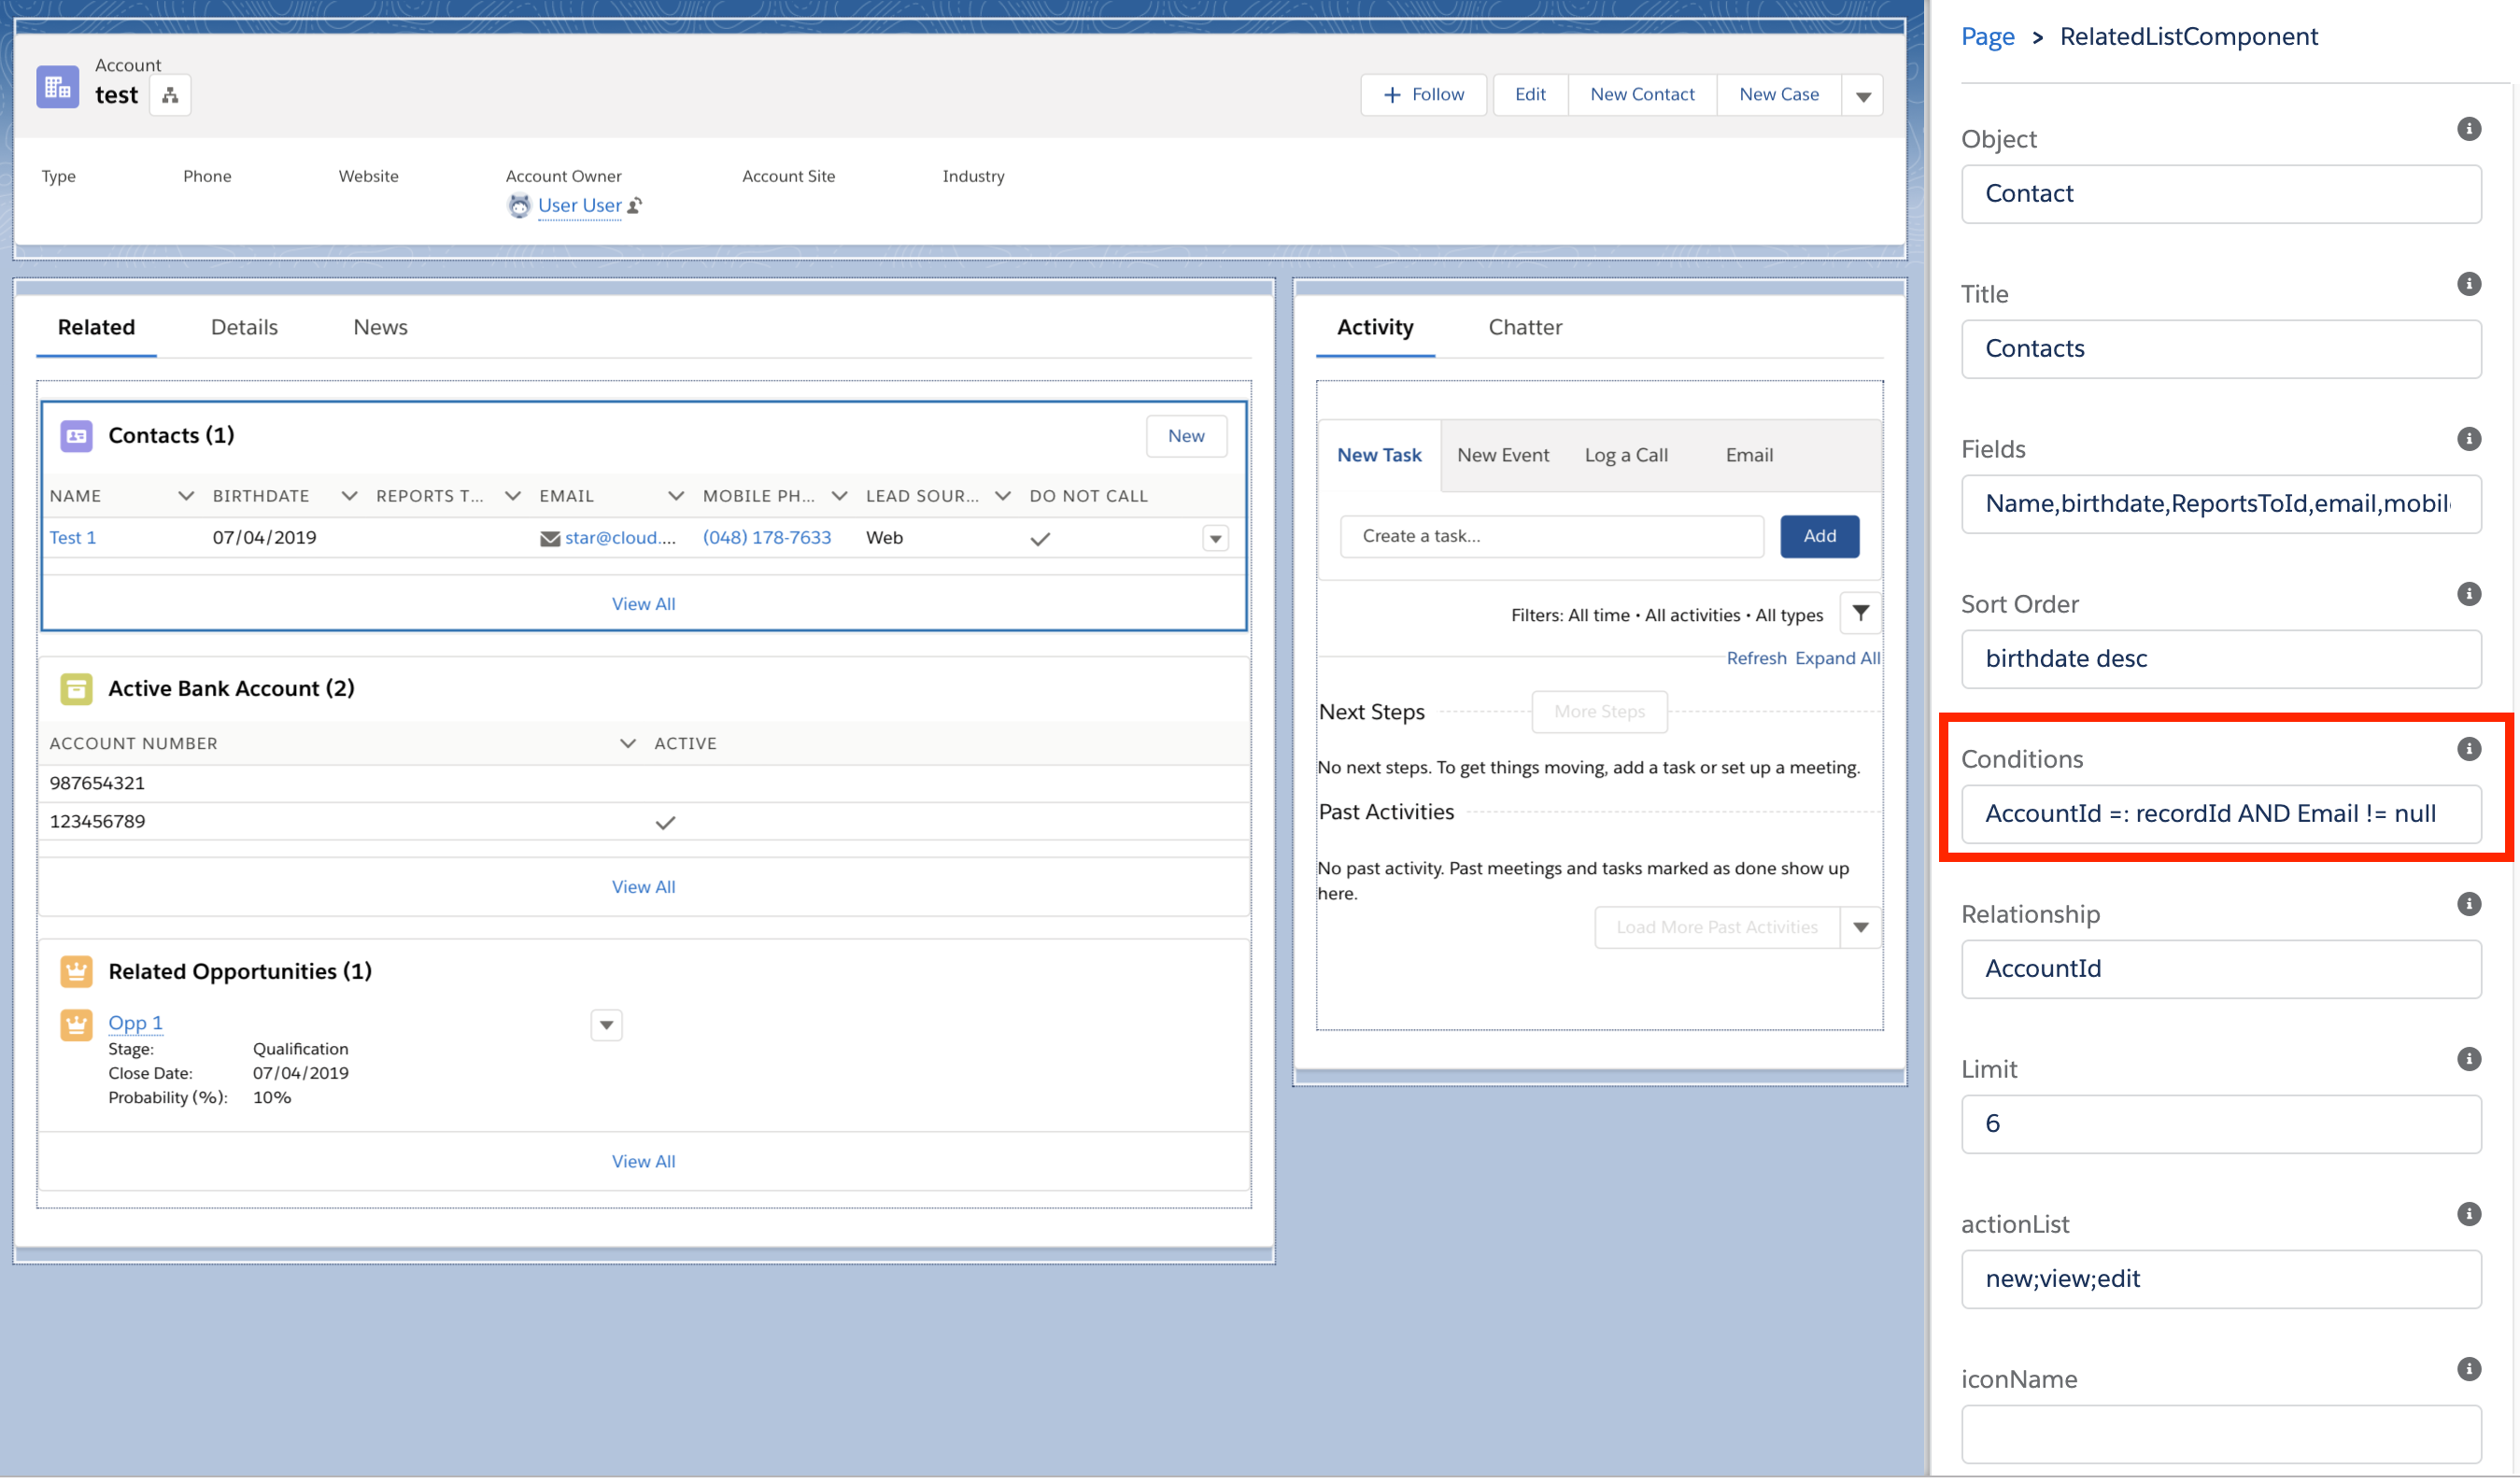 Account
test
Follow
Edit
New Contact
New Case
Type
Phone
Website
Account Owner
Account Site
Industry
User User
Related
Details
News
Contacts (1)
New
NAME
BIRTHDATE
REPORTS T...
EMAIL
MOBILE PH...
LEAD SOUR...
DO NOT CALL
Test 1
07/04/2019
star@cloud....
(048) 178-7633
Web
View All
Active Bank Account (2)
ACCOUNT NUMBER
ACTIVE
987654321
123456789
View All
Related Opportunities (1)
Opp 1
Stage: Qualification
Close Date: 07/04/2019
Probability (%): 10%
View All
Activity
Chatter
New Task
New Event
Log a Call
Email
Create a task...
Add
Filters: All time • All activities • All types
Refresh Expand All
Next Steps
More Steps
No next steps. To get things moving, add a task or set up a meeting.
Past Activities
No past activity. Past meetings and tasks marked as done show up
here.
Load More Past Activities
Page > RelatedListComponent
Object
Contact
Title
Contacts
Fields
Name,birthdate,ReportsToId,email,mobil
Sort Order
birthdate desc
Conditions
AccountId =: recordId AND Email != null
Relationship
AccountId
Limit
6
actionList
new;view;edit
iconName